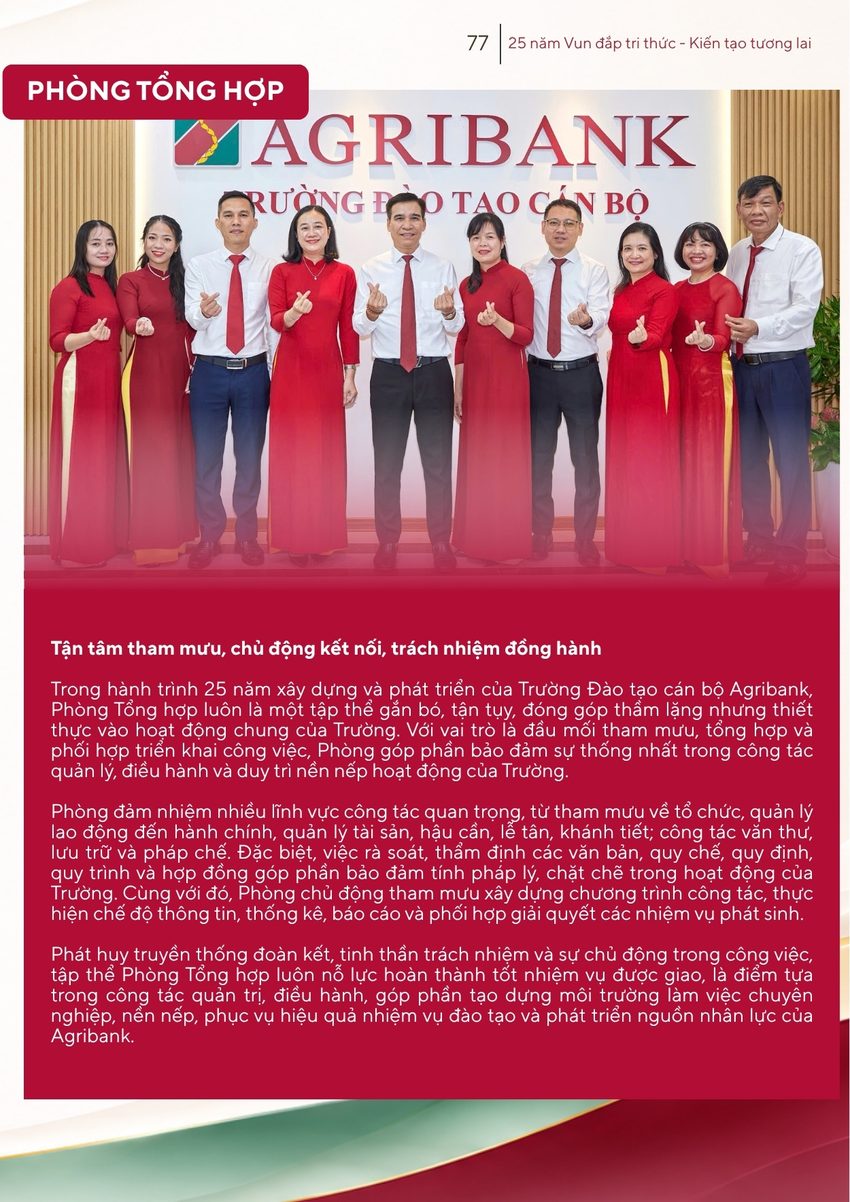 77 25 năm Vun đắp tri thức - Kiến tạo tương lai
PHÒNG TỔNG HỢP
AGRIBANK
TRƯỜNG ĐÀO TẠO CÁN BỘ
Tận tâm tham mưu, chủ động kết nối, trách nhiệm đồng hành
Trong hành trình 25 năm xây dựng và phát triển của Trường Đào tạo cán bộ Agribank,
Phòng Tổng hợp luôn là một tập thể gắn bó, tận tụy, đóng góp thầm lặng nhưng thiết
thực vào hoạt động chung của Trường. Với vai trò là đầu mối tham mưu, tổng hợp và
phối hợp triển khai công việc, Phòng góp phần bảo đảm sự thống nhất trong công tác
quản lý, điều hành và duy trì nền nếp hoạt động của Trường.
Phòng đảm nhiệm nhiều lĩnh vực công tác quan trọng, từ tham mưu về tổ chức, quản lý
lao động đến hành chính, quản lý tài sản, hậu cần, lễ tân, khánh tiết; công tác văn thư,
lưu trữ và pháp chế. Đặc biệt, việc rà soát, thẩm định các văn bản, quy chế, quy định,
quy trình và hợp đồng góp phần bảo đảm tính pháp lý, chặt chẽ trong hoạt động của
Trường. Cùng với đó, Phòng chủ động tham mưu xây dựng chương trình công tác, thực
hiện chế độ thông tin, thống kê, báo cáo và phối hợp giải quyết các nhiệm vụ phát sinh.
Phát huy truyền thống đoàn kết, tinh thần trách nhiệm và sự chủ động trong công việc,
tập thể Phòng Tổng hợp luôn nỗ lực hoàn thành tốt nhiệm vụ được giao, là điểm tựa
trong công tác quản trị, điều hành, góp phần tạo dựng môi trường làm việc chuyên
nghiệp, nền nếp, phục vụ hiệu quả nhiệm vụ đào tạo và phát triển nguồn nhân lực của
Agribank.